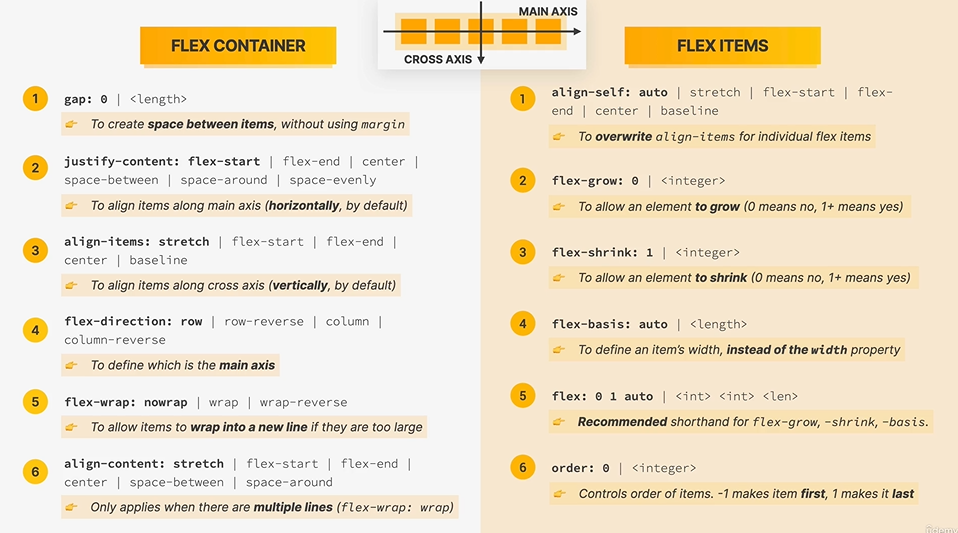 MAIN AXIS
CROSS AXIS
FLEX CONTAINER
1
gap: 0 | <length>
To create space between items, without using margin
2
justify-content: flex-start | flex-end | center |
space-between | space-around | space-evenly
To align items along main axis (horizontally, by default)
3
align-items: stretch | flex-start | flex-end |
center | baseline
To align items along cross axis (vertically, by default)
4
flex-direction: row | row-reverse | column |
column-reverse
To define which is the main axis
5
flex-wrap: nowrap | wrap | wrap-reverse
To allow items to wrap into a new line if they are too large
6
align-content: stretch | flex-start | flex-end |
center | space-between | space-around
Only applies when there are multiple lines (flex-wrap: wrap)
FLEX ITEMS
1
align-self: auto | stretch | flex-start | flex-
end | center | baseline
To overwrite align-items for individual flex items
2
flex-grow: 0 | <integer>
To allow an element to grow (0 means no, 1+ means yes)
3
flex-shrink: 1 | <integer>
To allow an element to shrink (0 means no, 1+ means yes)
4
flex-basis: auto | <length>
To define an item's width, instead of the width property
5
flex: 0 1 auto | <int> <int> <len>
Recommended shorthand for flex-grow, -shrink, -basis.
6
order: 0 | <integer>
Controls order of items. -1 makes item first, 1 makes it last